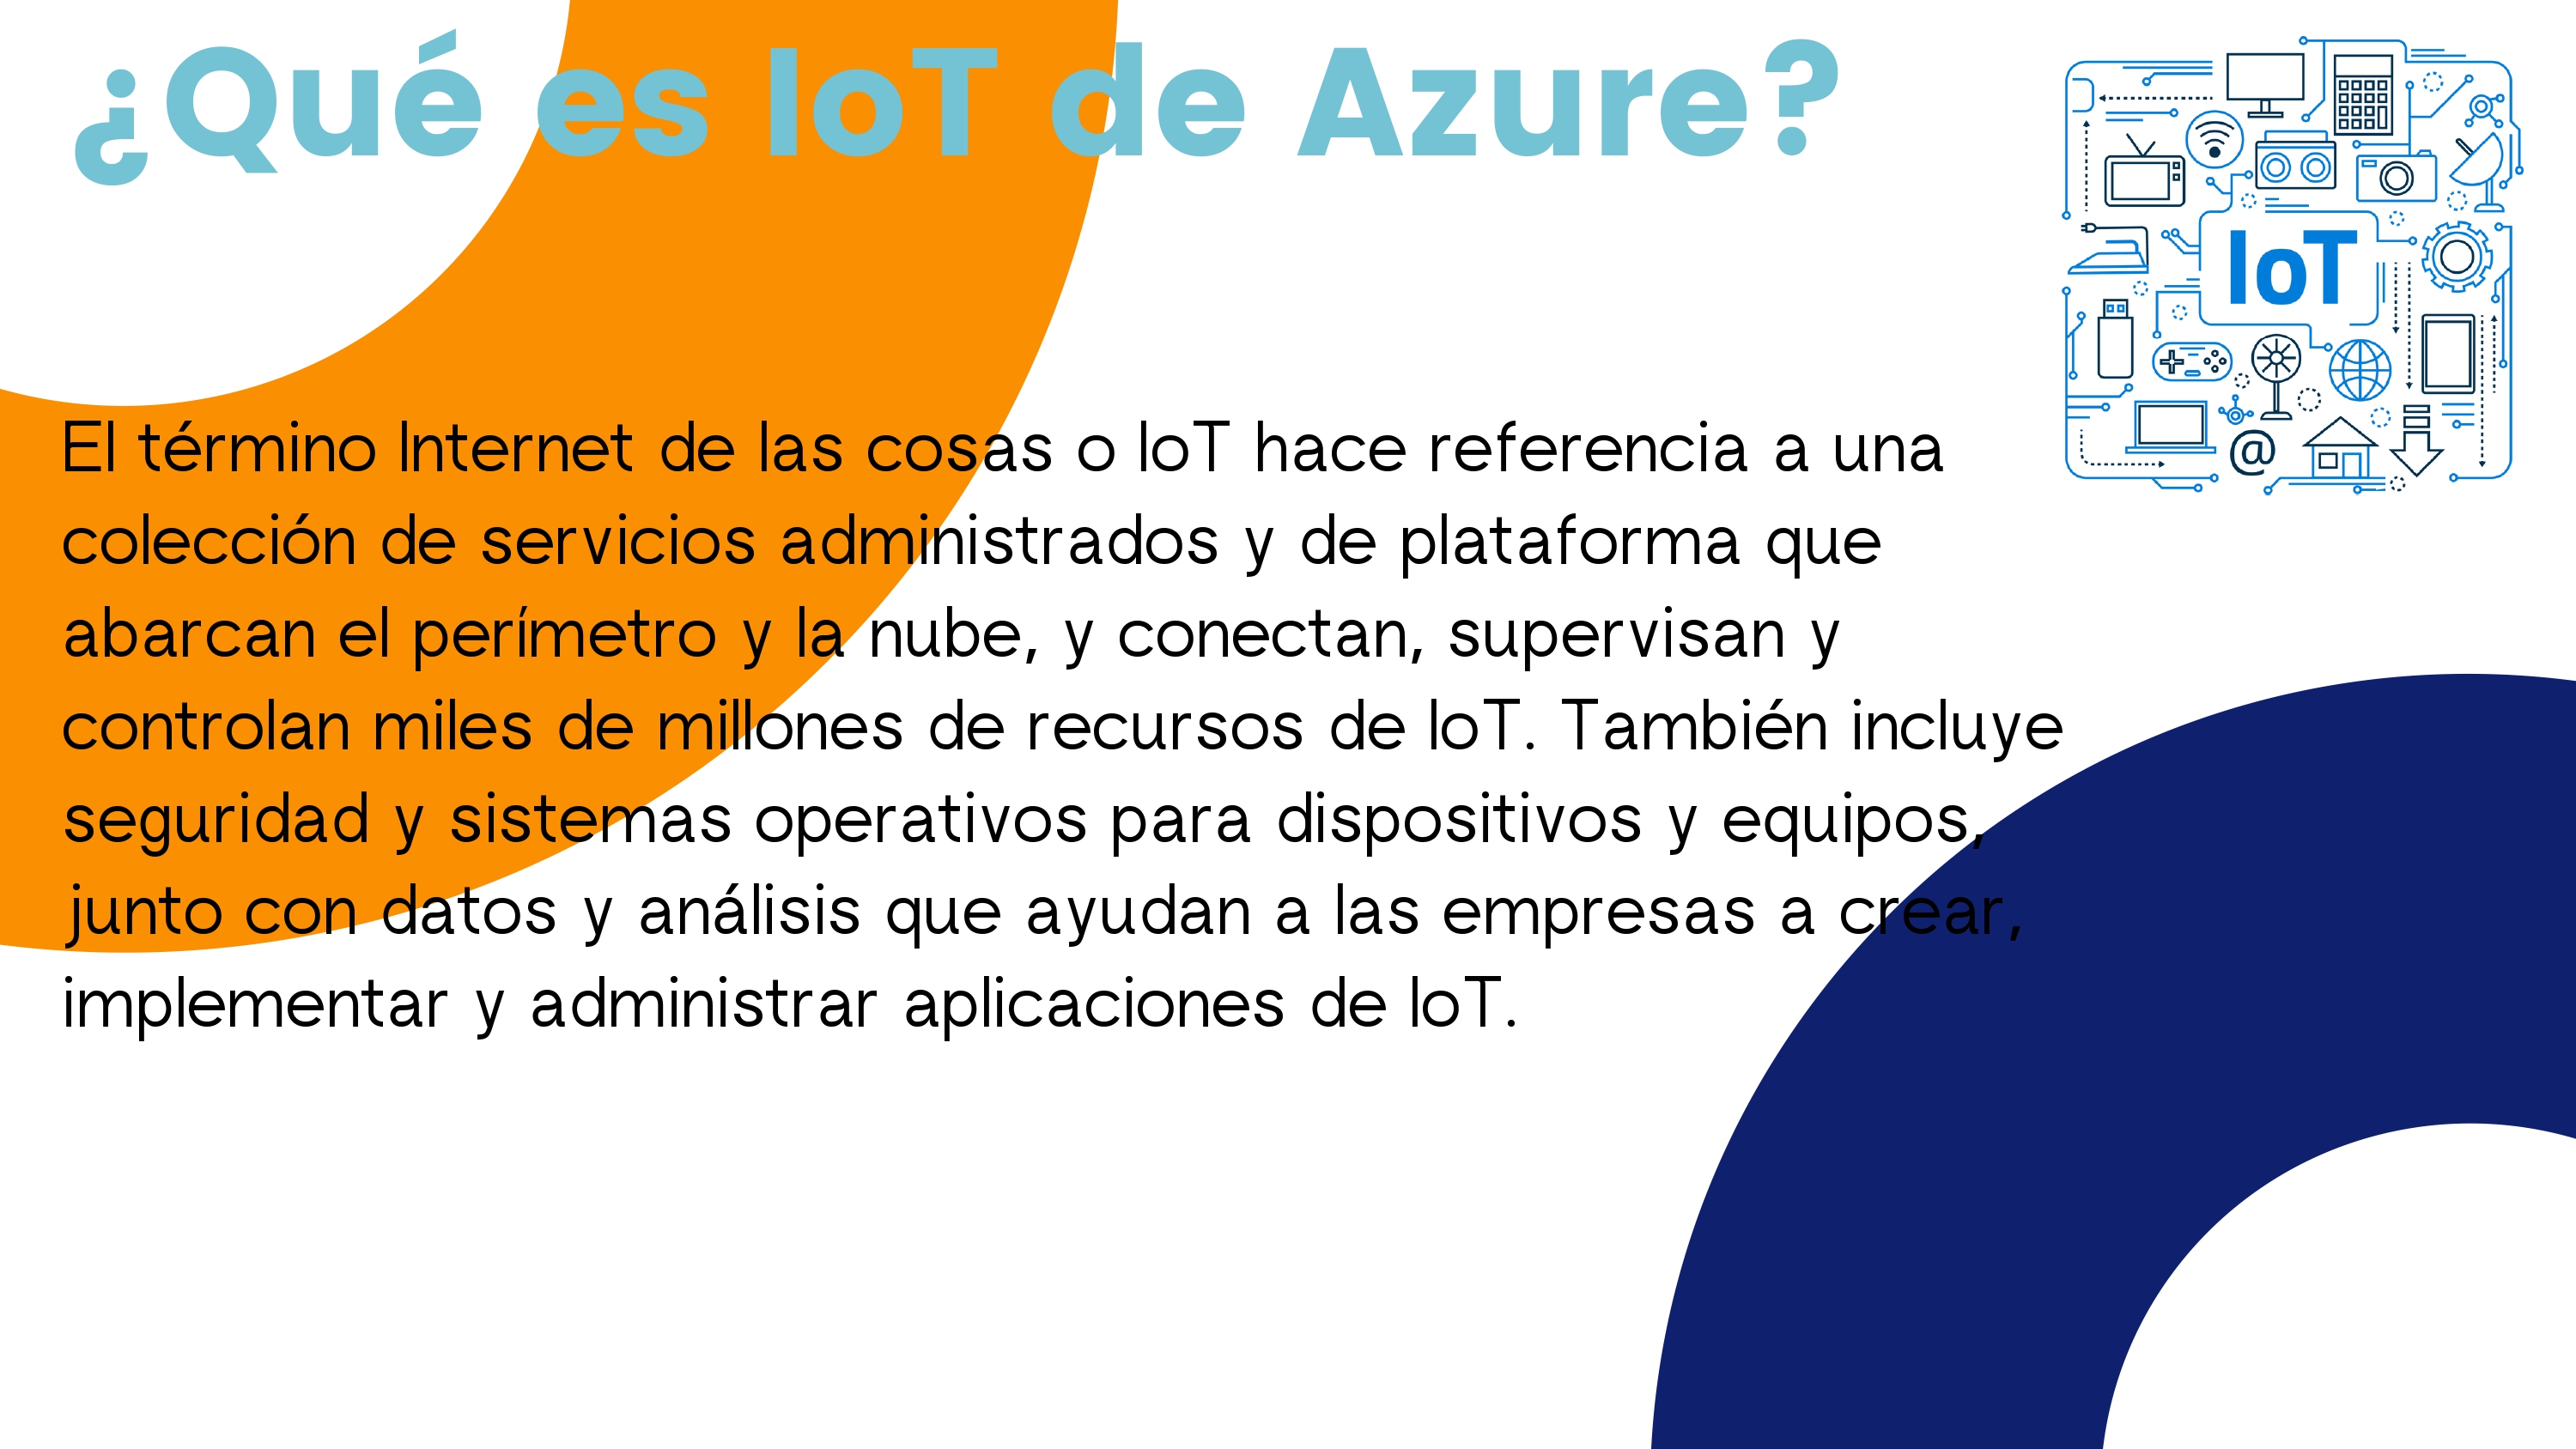 ¿Qué es IoT de Azure?
IoT
@
El término Internet de las cosas o IoT hace referencia a una
colección de servicios administrados y de plataforma que
abarcan el perímetro y la nube, y conectan, supervisan y
controlan miles de millones de recursos de IoT. También incluye
seguridad y sistemas operativos para dispositivos y equipos,
junto con datos y análisis que ayudan a las empresas a crear,
implementar y administrar aplicaciones de IoT.